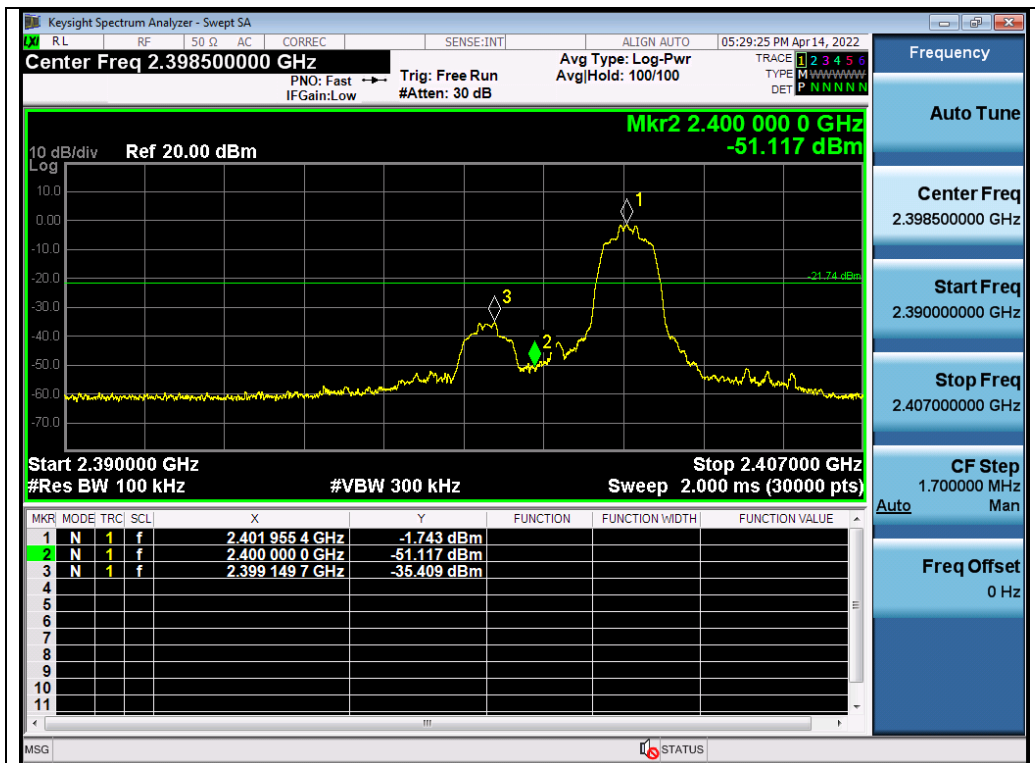 Keysight Spectrum Analyzer - Swept SA
LXI RL RF 50 Ω AC CORREC SENSE:INT ALIGN AUTO 05:29:25 PM Apr 14, 2022
Center Freq 2.398500000 GHz
PNO: Fast
IFGain:Low
Trig: Free Run
#Atten: 30 dB
Avg Type: Log-Pwr
Avg|Hold: 100/100
TRACE 1 2 3 4 5 6
TYPE M W W W W W
DET P N N N N N
Mkr2 2.400 000 0 GHz
-51.117 dBm
10 dB/div Ref 20.00 dBm
Log
10.0
0.00
-10.0
-20.0
-30.0
-40.0
-50.0
-60.0
-70.0
1
-21.74 dBm
3
2
Start 2.390000 GHz Stop 2.407000 GHz
#Res BW 100 kHz #VBW 300 kHz Sweep 2.000 ms (30000 pts)
MKR MODE TRC SCL X Y FUNCTION FUNCTION WIDTH FUNCTION VALUE
1 N 1 f 2.401 955 4 GHz -1.743 dBm
2 N 1 f 2.400 000 0 GHz -51.117 dBm
3 N 1 f 2.399 149 7 GHz -35.409 dBm
4
5
6
7
8
9
10
11
MSG STATUS
Frequency
Auto Tune
Center Freq
2.398500000 GHz
Start Freq
2.390000000 GHz
Stop Freq
2.407000000 GHz
CF Step
1.700000 MHz
Auto Man
Freq Offset
0 Hz